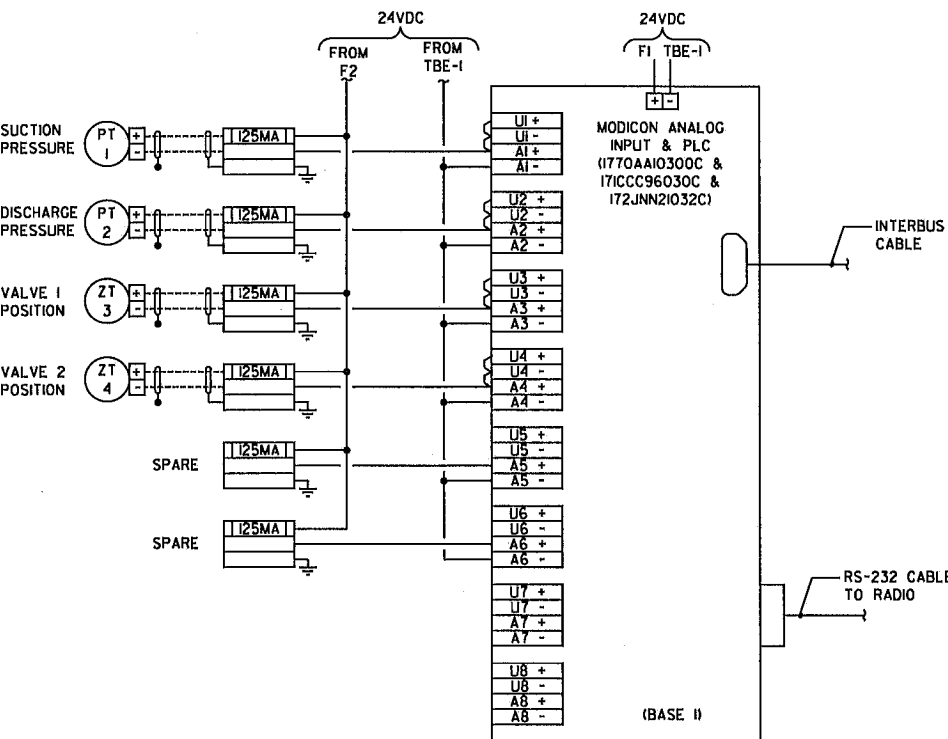 24VDC
24VDC
FROM
F2
FROM
TBE-1
F1 TBE-1
+ -
MODICON ANALOG
INPUT & PLC
(1770AAI0300C &
171CCC96030C &
172JNN21032C)
SUCTION
PRESSURE
PT
1
+
-
125MA
U1 +
U1 -
A1 +
A1 -
DISCHARGE
PRESSURE
PT
2
+
-
125MA
U2 +
U2 -
A2 +
A2 -
INTERBUS
CABLE
VALVE 1
POSITION
ZT
3
+
-
125MA
U3 +
U3 -
A3 +
A3 -
VALVE 2
POSITION
ZT
4
+
-
125MA
U4 +
U4 -
A4 +
A4 -
SPARE
125MA
U5 +
U5 -
A5 +
A5 -
SPARE
125MA
U6 +
U6 -
A6 +
A6 -
RS-232 CABLE
TO RADIO
U7 +
U7 -
A7 +
A7 -
U8 +
U8 -
A8 +
A8 -
(BASE 1)